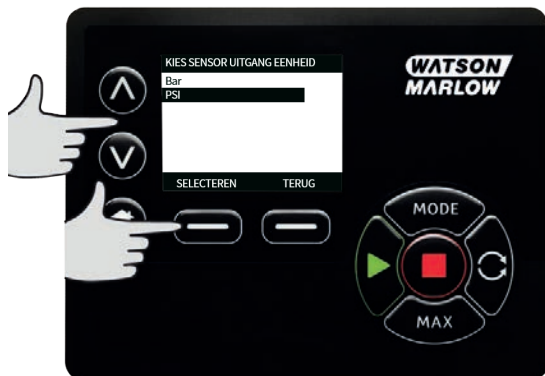 KIES SENSOR UITGANG EENHEID
Bar
PSI
SELECTEREN TERUG
WATSON
MARLOW
MODE
MAX